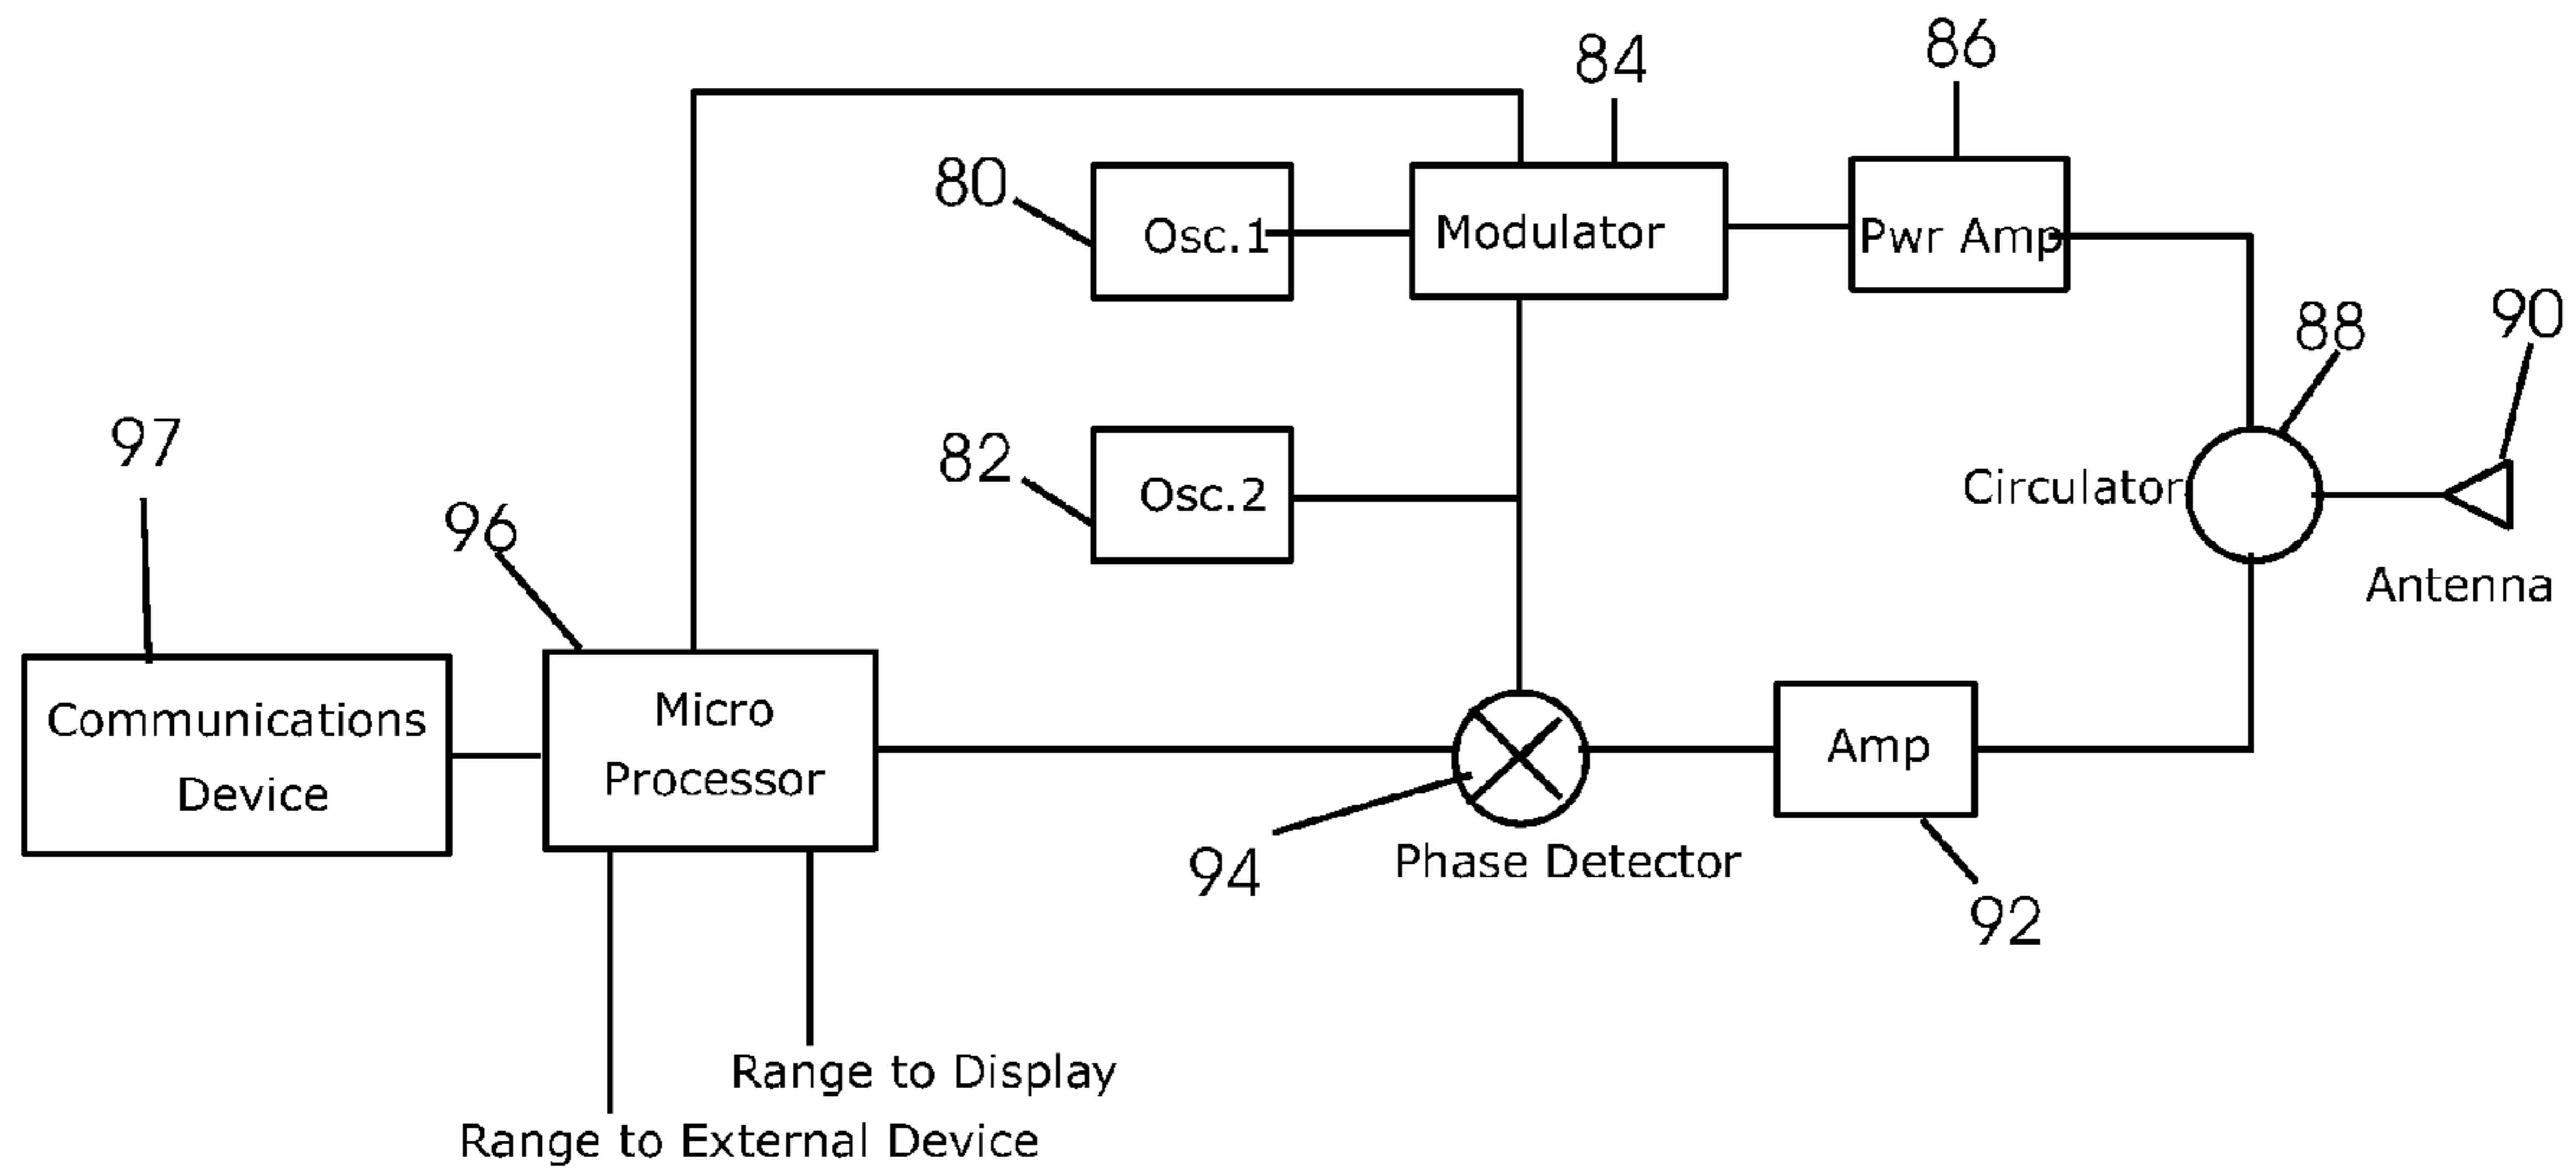 86
84
80
Osc.1
Modulator
Pwr Amp
90
88
97
82
Osc.2
Circulator
96
Antenna
Communications
Device
Micro
Processor
Amp
94
Phase Detector
92
Range to Display
Range to External Device